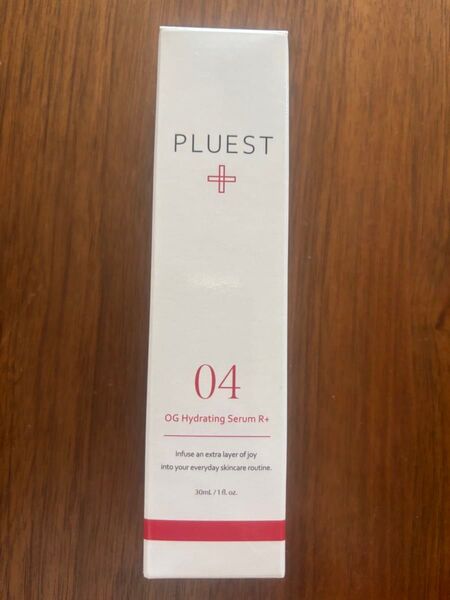 PLUEST
04
OG Hydrating Serum R+
Infuse an extra layer of joy
into your everyday skincare routine.
30mL / 1 fl. oz.